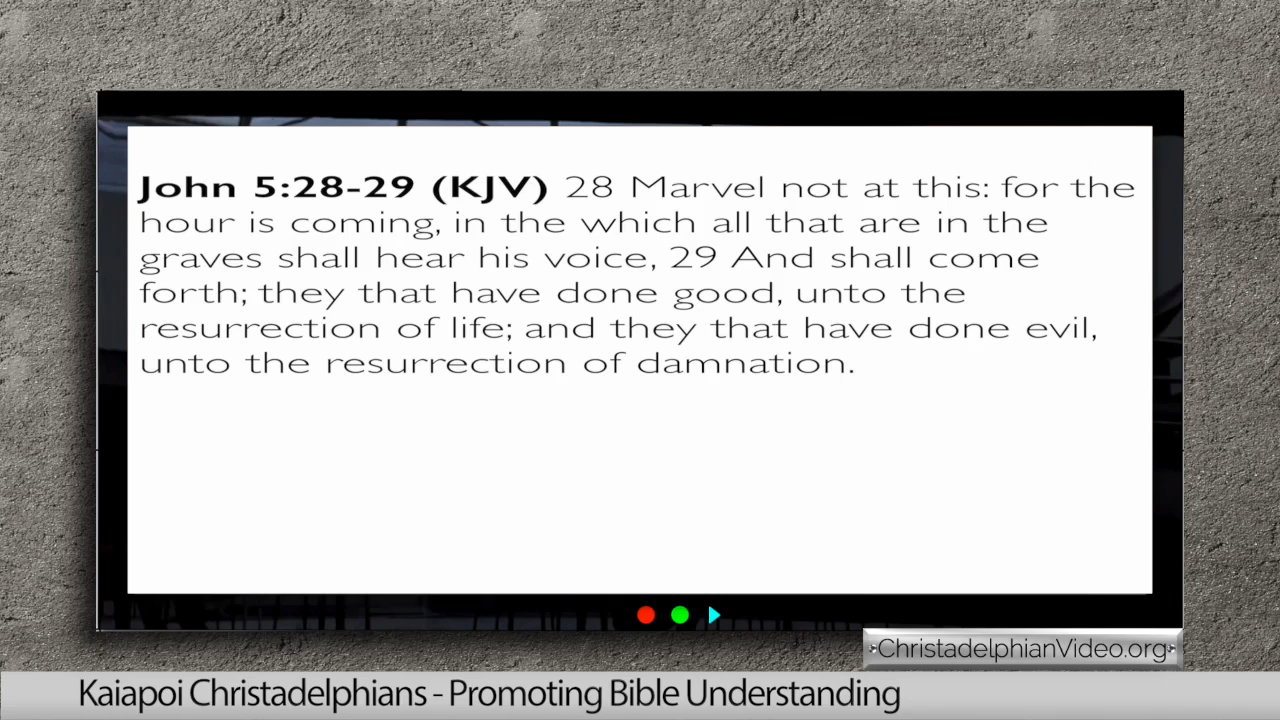 John 5:28-29 (KJV) 28 Marvel not at this: for the
hour is coming, in the which all that are in the
graves shall hear his voice, 29 And shall come
forth; they that have done good, unto the
resurrection of life; and they that have done evil,
unto the resurrection of damnation.
ChristadelphianVideo.org
Kaiapoi Christadelphians - Promoting Bible Understanding